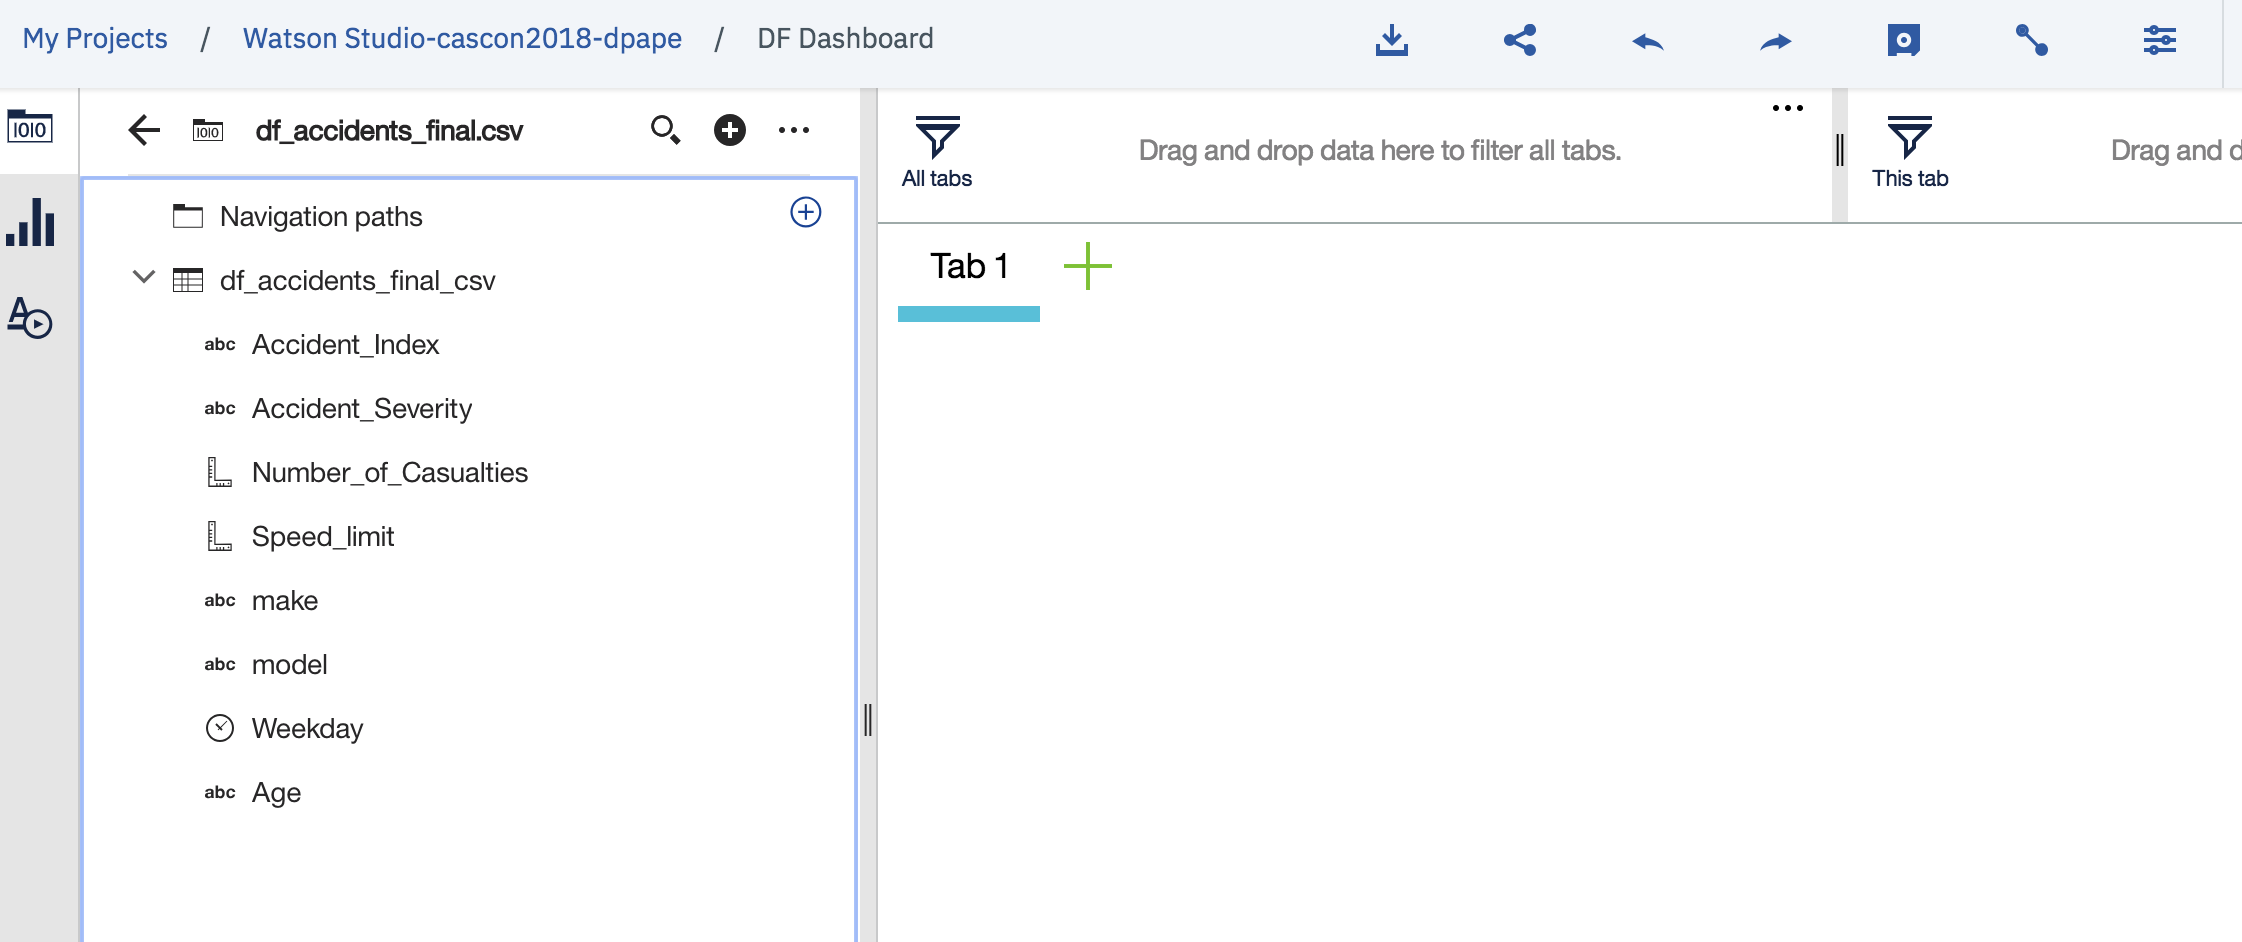 My Projects / Watson Studio-cascon2018-dpape / DF Dashboard
df_accidents_final.csv
Navigation paths
df_accidents_final_csv
abc Accident_Index
abc Accident_Severity
Number_of_Casualties
Speed_limit
abc make
abc model
Weekday
abc Age
All tabs
Drag and drop data here to filter all tabs.
This tab
Drag and d
Tab 1